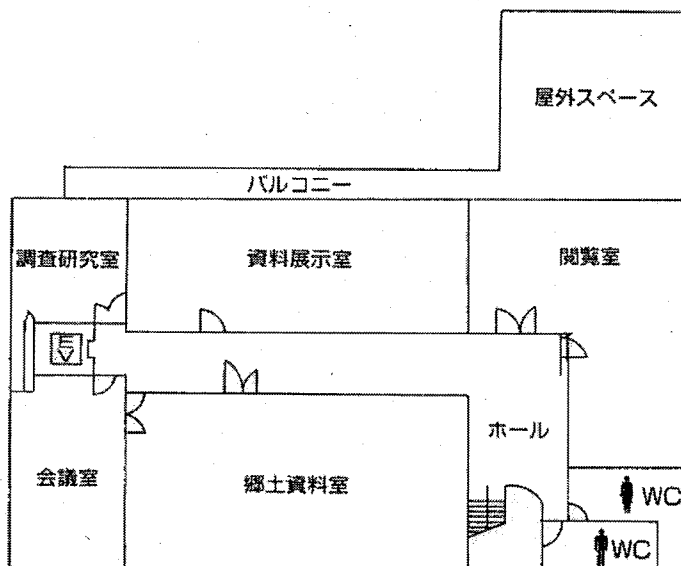 屋外スペース
バルコニー
調査研究室
資料展示室
閲覧室
EV
ホール
会議室
郷土資料室
WC
WC